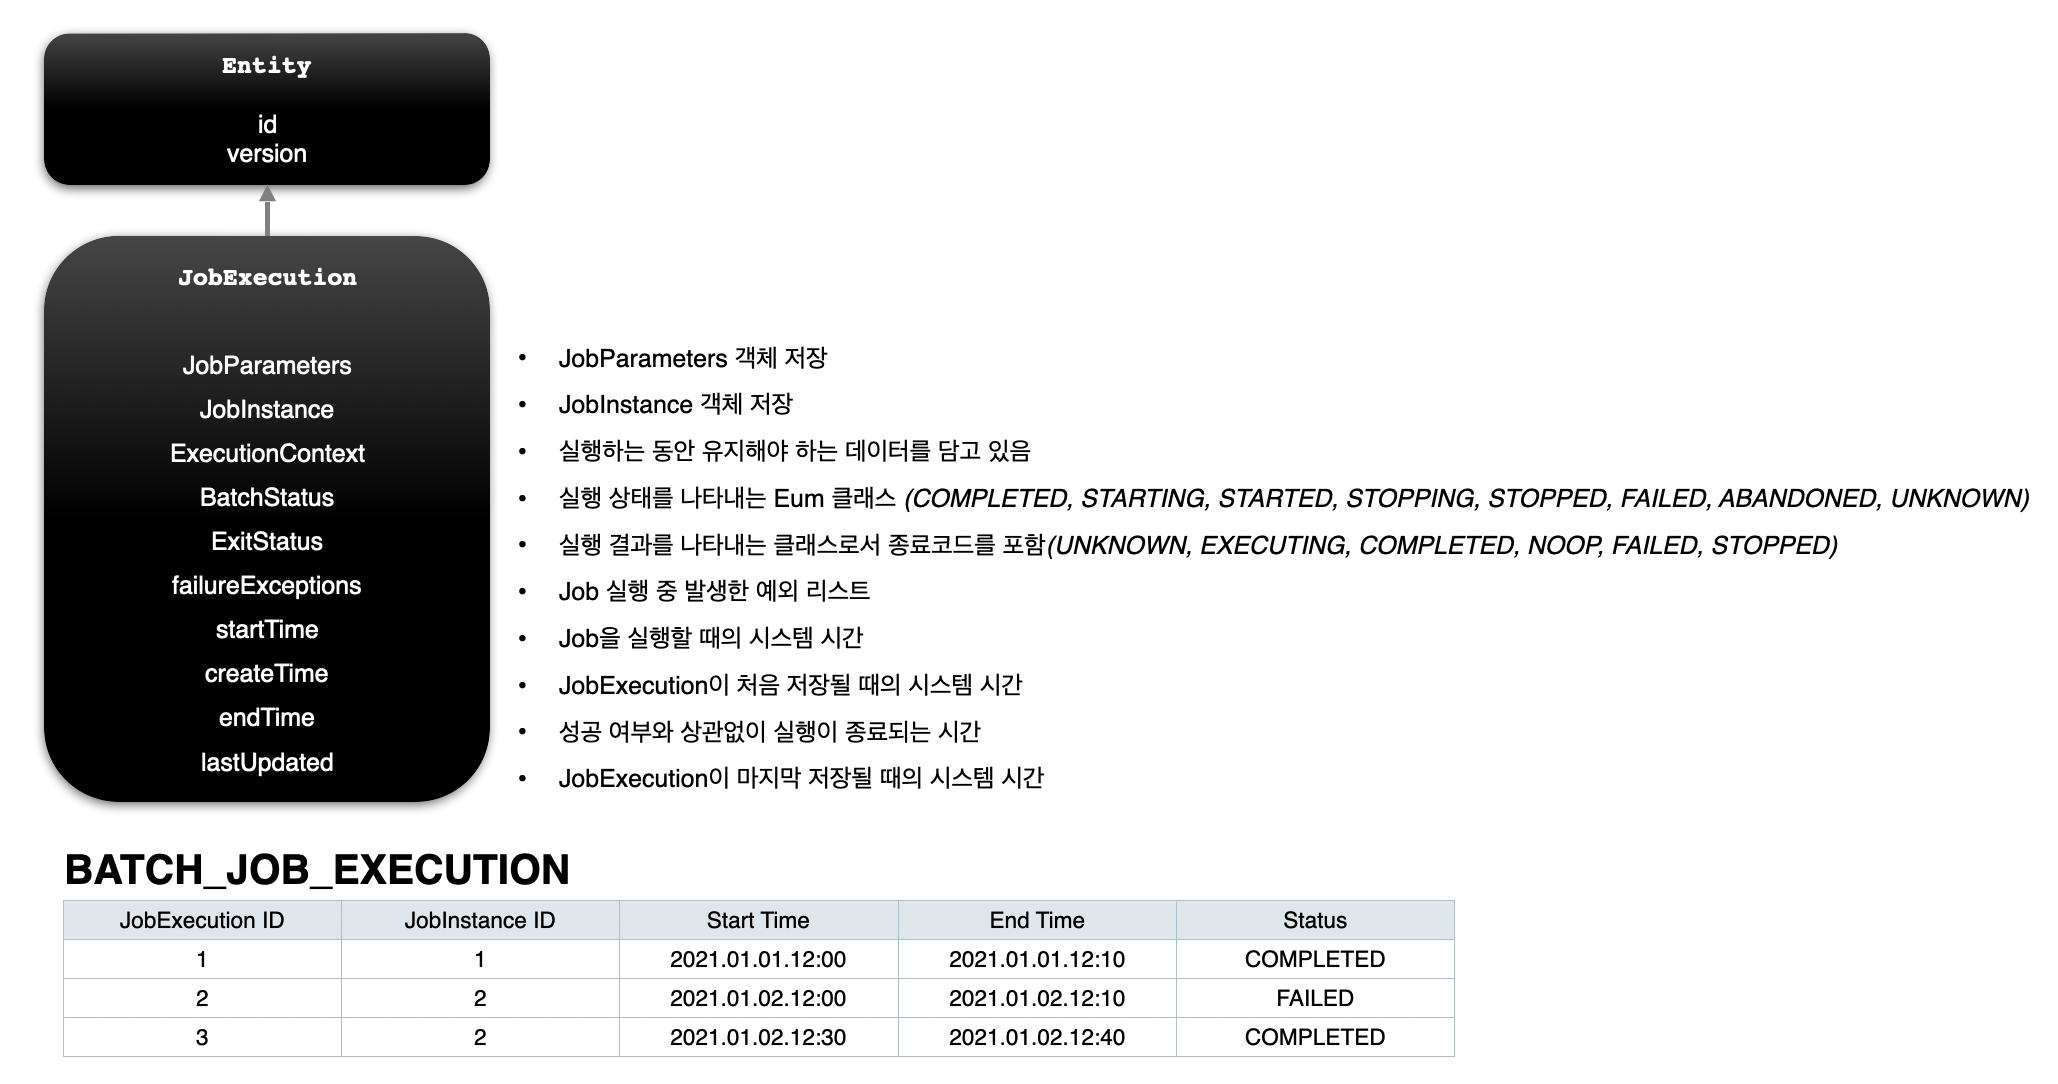 Entity
id
version
JobExecution
JobParameters
JobInstance
ExecutionContext
BatchStatus
ExitStatus
failureExceptions
startTime
createTime
endTime
lastUpdated
• JobParameters 객체 저장
• JobInstance 객체 저장
• 실행하는 동안 유지해야 하는 데이터를 담고 있음
• 실행 상태를 나타내는 Eum 클래스 (COMPLETED, STARTING, STARTED, STOPPING, STOPPED, FAILED, ABANDONED, UNKNOWN)
• 실행 결과를 나타내는 클래스로서 종료코드를 포함(UNKNOWN, EXECUTING, COMPLETED, NOOP, FAILED, STOPPED)
• Job 실행 중 발생한 예외 리스트
• Job을 실행할 때의 시스템 시간
• JobExecution이 처음 저장될 때의 시스템 시간
• 성공 여부와 상관없이 실행이 종료되는 시간
• JobExecution이 마지막 저장될 때의 시스템 시간
BATCH_JOB_EXECUTION
JobExecution ID JobInstance ID Start Time End Time Status
1 1 2021.01.01.12:00 2021.01.01.12:10 COMPLETED
2 2 2021.01.02.12:00 2021.01.02.12:10 FAILED
3 2 2021.01.02.12:30 2021.01.02.12:40 COMPLETED